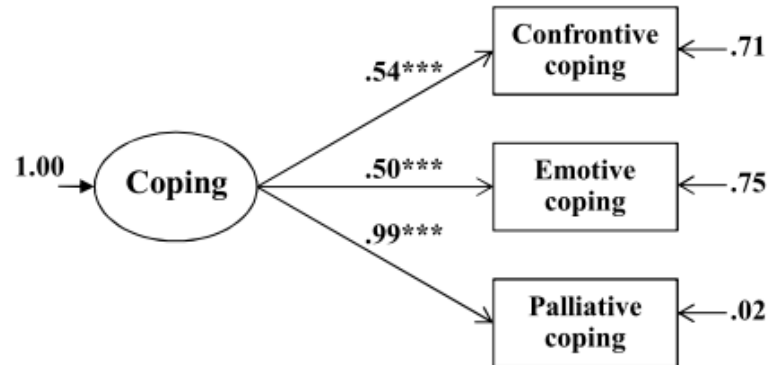 Confrontive
coping
.71
.54***
1.00
Coping
.50***
Emotive
coping
.75
.99***
Palliative
coping
.02